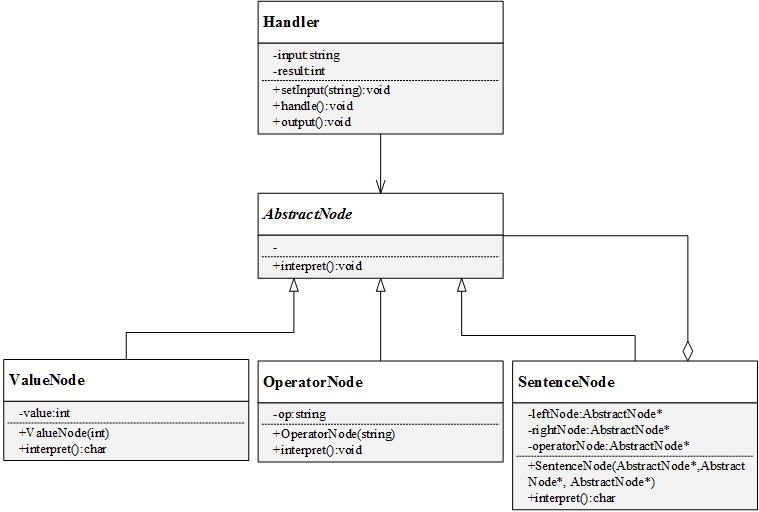 Handler
-input:string
-result:int
+setInput(string):void
+handle():void
+output():void
AbstractNode
-
+interpret():void
ValueNode
-value:int
+ValueNode(int)
+interpret():char
OperatorNode
-op:string
+OperatorNode(string)
+interpret():void
SentenceNode
-leftNode:AbstractNode*
-rightNode:AbstractNode*
-operatorNode:AbstractNode*
+SentenceNode(AbstractNode*,Abstract
Node*, AbstractNode*)
+interpret():char